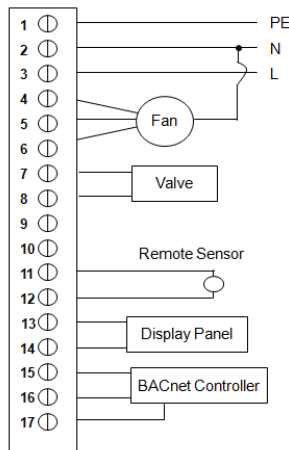 1 PE
2 N
3 L
4
5 Fan
6
7
Valve
8
9
10
Remote Sensor
11
12
13
Display Panel
14
15
BACnet Controller
16
17